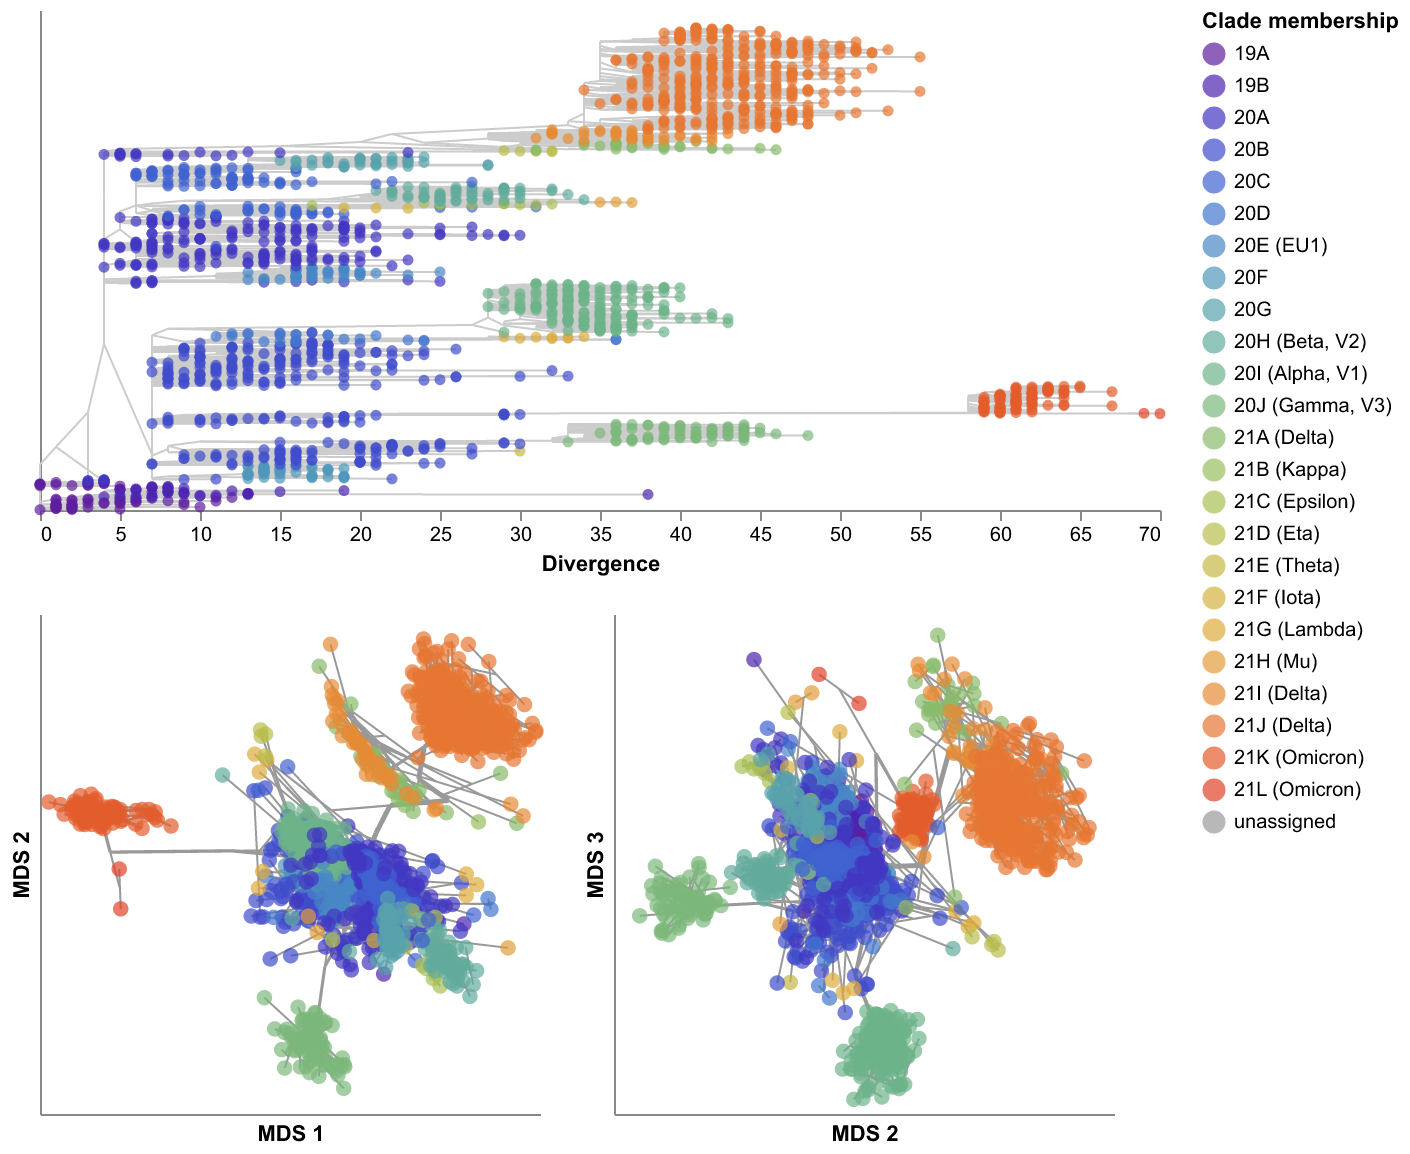 Clade membership
19A
19B
20A
20B
20C
20D
20E (EU1)
20F
20G
20H (Beta, V2)
20I (Alpha, V1)
20J (Gamma, V3)
21A (Delta)
21B (Kappa)
21C (Epsilon)
21D (Eta)
21E (Theta)
21F (Iota)
21G (Lambda)
21H (Mu)
21I (Delta)
21J (Delta)
21K (Omicron)
21L (Omicron)
unassigned
0 5 10 15 20 25 30 35 40 45 50 55 60 65 70
Divergence
MDS 2
MDS 1
MDS 3
MDS 2